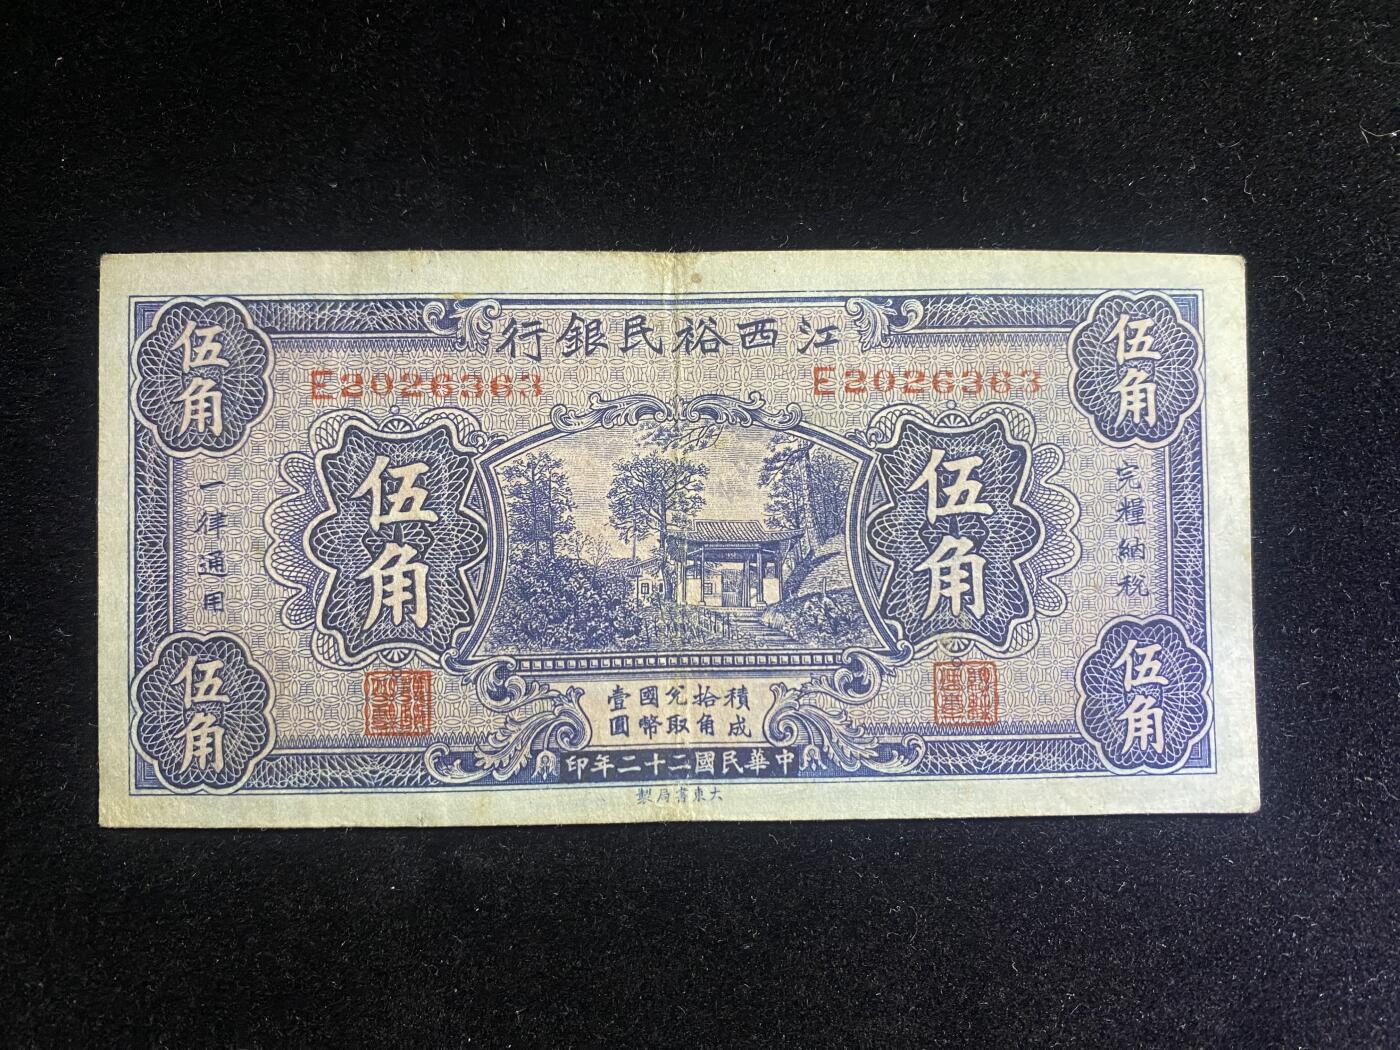 江西裕民銀行
E2026363
E2026363
伍角
伍角
伍角
伍角
完糧納稅
一律通用
伍角
伍角
積成
拾角
兌取
國幣
壹圓
中華民國二十二年印
大東書局製